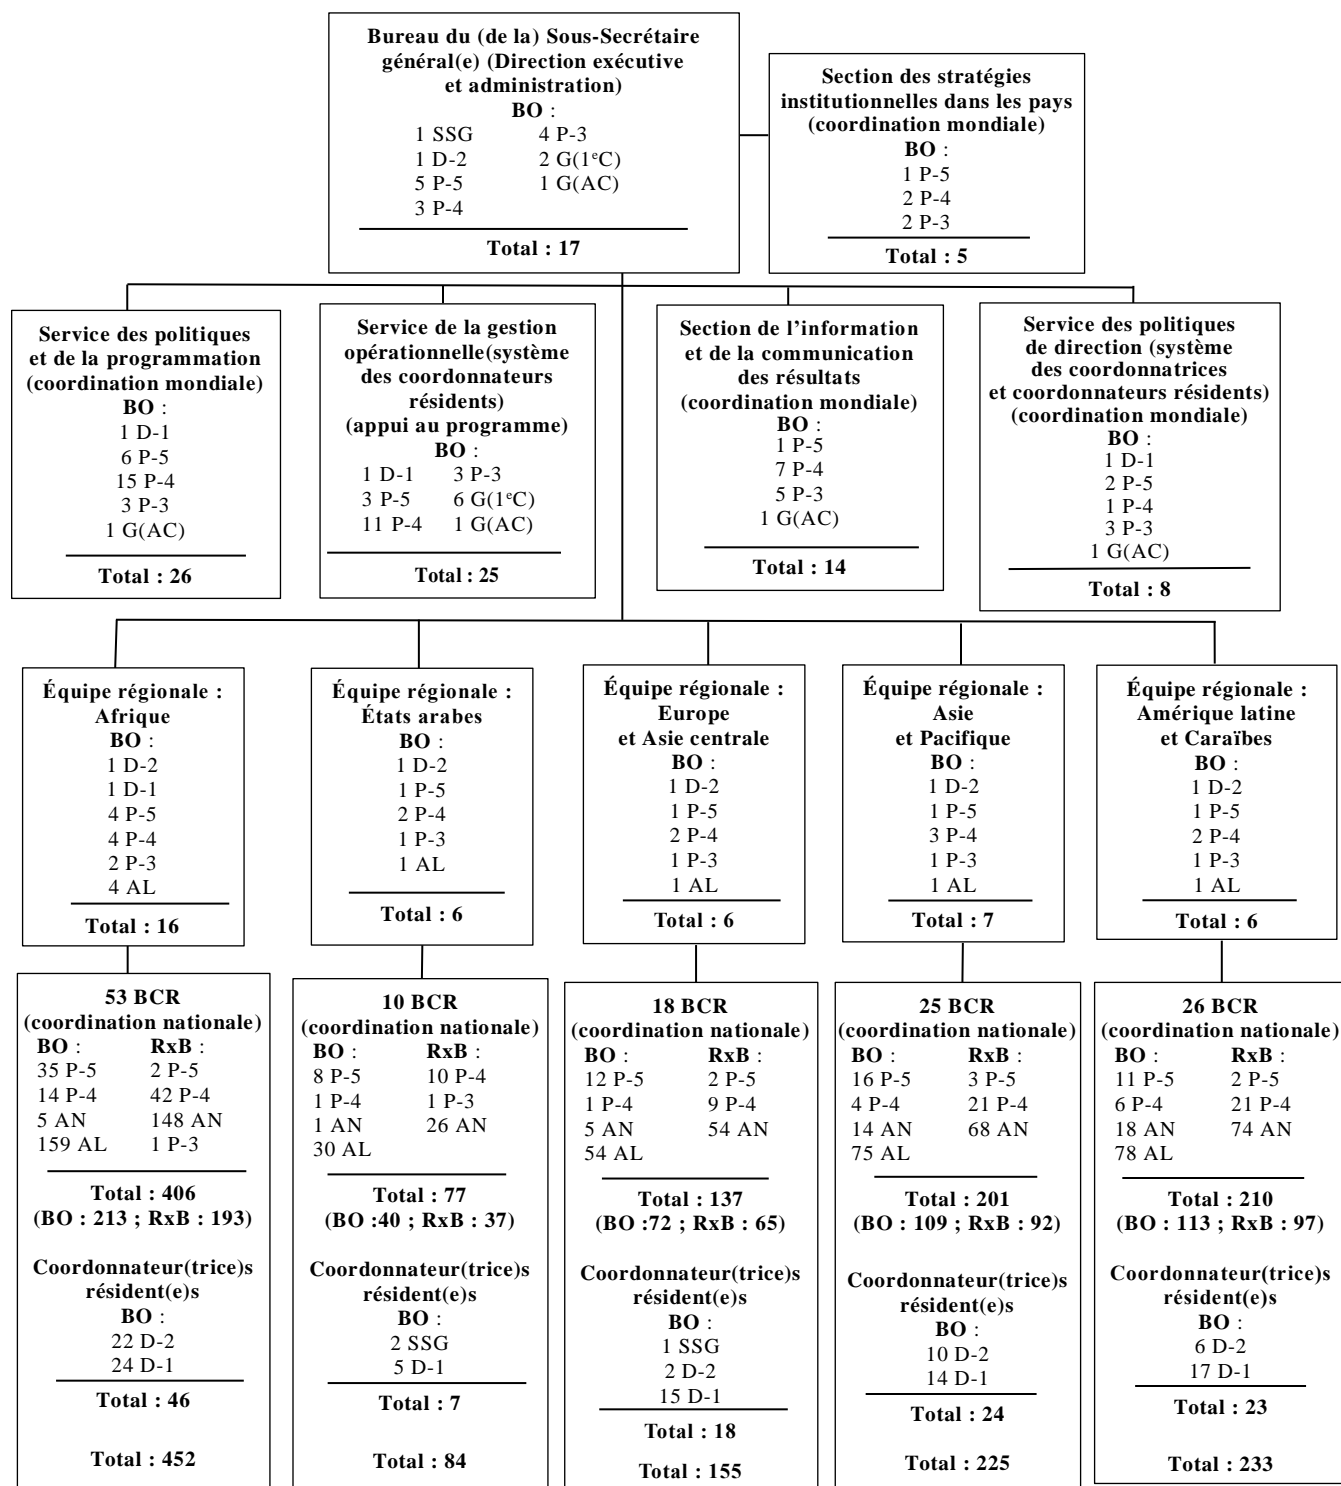 Bureau du (de la) Sous-Secrétaire
général(e) (Direction exécutive
et administration)
BO :
1 SSG 4 P-3
1 D-2 2 G(1ᵉC)
5 P-5 1 G(AC)
3 P-4
Total : 17
Section des stratégies
institutionnelles dans les pays
(coordination mondiale)
BO :
1 P-5
2 P-4
2 P-3
Total : 5
Service des politiques
et de la programmation
(coordination mondiale)
BO :
1 D-1
6 P-5
15 P-4
3 P-3
1 G(AC)
Total : 26
Service de la gestion
opérationnelle(système
des coordonnateurs
résidents)
(appui au programme)
BO :
1 D-1 3 P-3
3 P-5 6 G(1ᵉC)
11 P-4 1 G(AC)
Total : 25
Section de l’information
et de la communication
des résultats
(coordination mondiale)
BO :
1 P-5
7 P-4
5 P-3
1 G(AC)
Total : 14
Service des politiques
de direction (système
des coordonnatrices
et coordonnateurs résidents)
(coordination mondiale)
BO :
1 D-1
2 P-5
1 P-4
3 P-3
1 G(AC)
Total : 8
Équipe régionale :
Afrique
BO :
1 D-2
1 D-1
4 P-5
4 P-4
2 P-3
4 AL
Total : 16
Équipe régionale :
États arabes
BO :
1 D-2
1 P-5
2 P-4
1 P-3
1 AL
Total : 6
Équipe régionale :
Europe
et Asie centrale
BO :
1 D-2
1 P-5
2 P-4
1 P-3
1 AL
Total : 6
Équipe régionale :
Asie
et Pacifique
BO :
1 D-2
1 P-5
3 P-4
1 P-3
1 AL
Total : 7
Équipe régionale :
Amérique latine
et Caraïbes
BO :
1 D-2
1 P-5
2 P-4
1 P-3
1 AL
Total : 6
53 BCR
(coordination nationale)
BO : RxB :
35 P-5 2 P-5
14 P-4 42 P-4
5 AN 148 AN
159 AL 1 P-3
Total : 406
(BO : 213 ; RxB : 193)
Coordonnateur(trice)s
résident(e)s
BO :
22 D-2
24 D-1
Total : 46
Total : 452
10 BCR
(coordination nationale)
BO : RxB :
8 P-5 10 P-4
1 P-4 1 P-3
1 AN 26 AN
30 AL
Total : 77
(BO :40 ; RxB : 37)
Coordonnateur(trice)s
résident(e)s
BO :
2 SSG
5 D-1
Total : 7
Total : 84
18 BCR
(coordination nationale)
BO : RxB :
12 P-5 2 P-5
1 P-4 9 P-4
5 AN 54 AN
54 AL
Total : 137
(BO :72 ; RxB : 65)
Coordonnateur(trice)s
résident(e)s
BO :
1 SSG
2 D-2
15 D-1
Total : 18
Total : 155
25 BCR
(coordination nationale)
BO : RxB :
16 P-5 3 P-5
4 P-4 21 P-4
14 AN 68 AN
75 AL
Total : 201
(BO : 109 ; RxB : 92)
Coordonnateur(trice)s
résident(e)s
BO :
10 D-2
14 D-1
Total : 24
Total : 225
26 BCR
(coordination nationale)
BO : RxB :
11 P-5 2 P-5
6 P-4 21 P-4
18 AN 74 AN
78 AL
Total : 210
(BO : 113 ; RxB : 97)
Coordonnateur(trice)s
résident(e)s
BO :
6 D-2
17 D-1
Total : 23
Total : 233